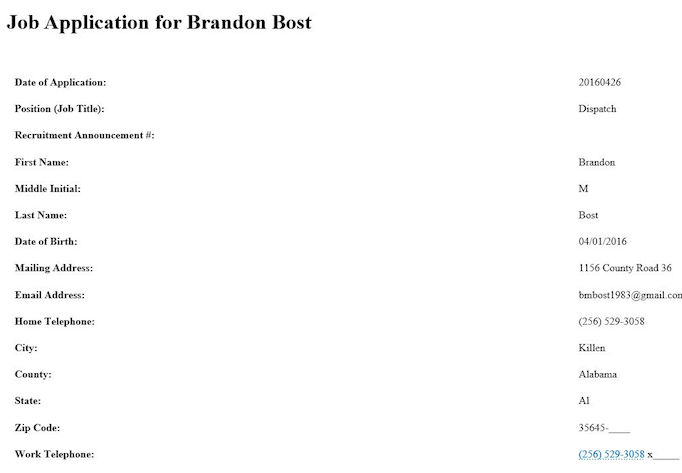 Job Application for Brandon Bost
Date of Application: 20160426
Position (Job Title): Dispatch
Recruitment Announcement #:
First Name: Brandon
Middle Initial: M
Last Name: Bost
Date of Birth: 04/01/2016
Mailing Address: 1156 County Road 36
Email Address: bmbost1983@gmail.com
Home Telephone: (256) 529-3058
City: Killen
County: Alabama
State: Al
Zip Code: 35645-____
Work Telephone: (256) 529-3058 x_____